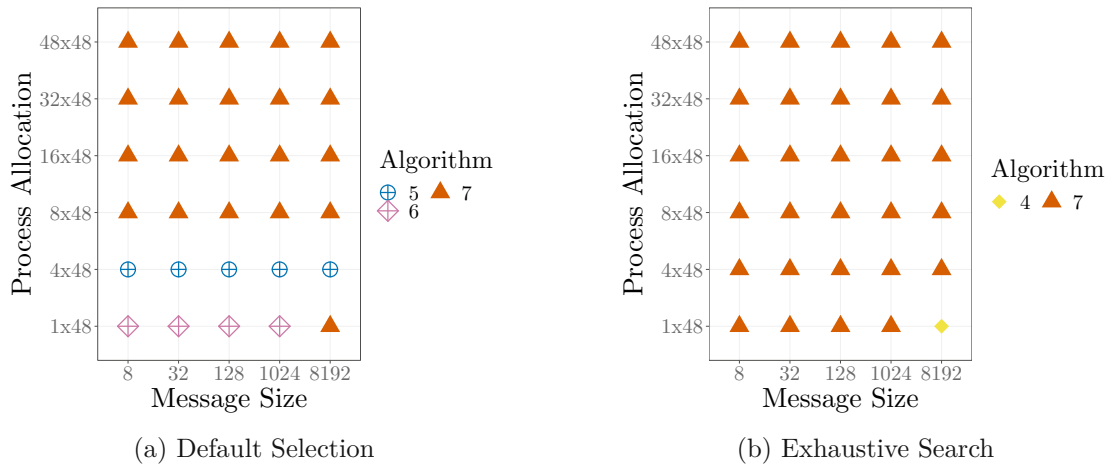 Process Allocation
48x48
32x48
16x48
8x48
4x48
1x48
8 32 128 1024 8192
Message Size
Algorithm
5 7
6
(a) Default Selection
Process Allocation
48x48
32x48
16x48
8x48
4x48
1x48
8 32 128 1024 8192
Message Size
Algorithm
4 7
(b) Exhaustive Search